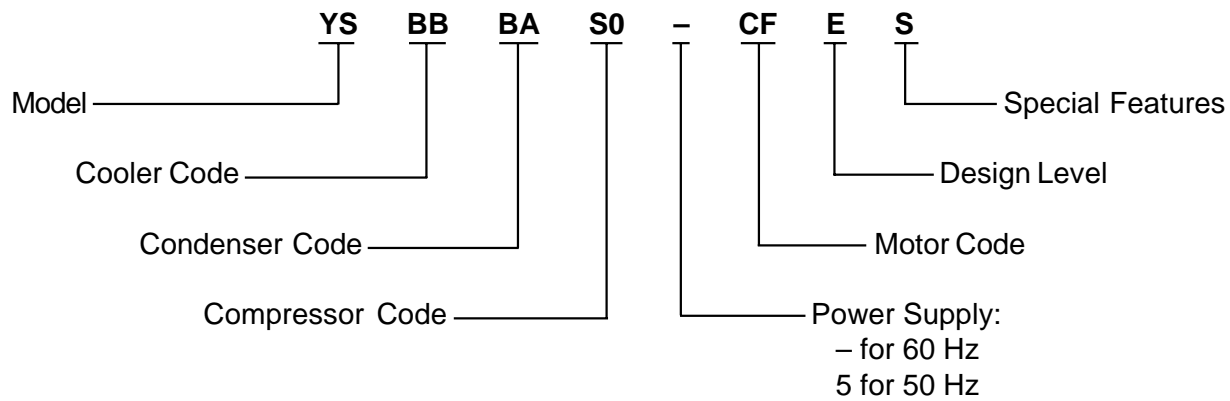 YS BB BA S0 – CF E S
Model
Special Features
Cooler Code
Design Level
Condenser Code
Motor Code
Compressor Code
Power Supply:
– for 60 Hz
5 for 50 Hz